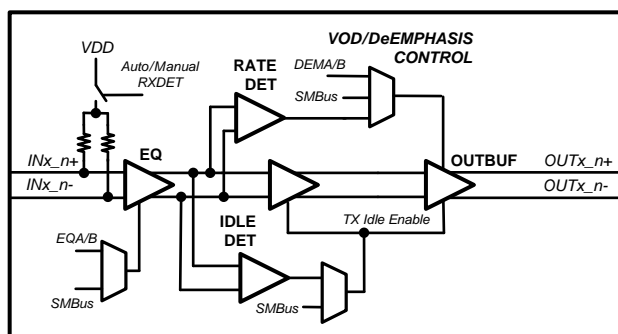 VOD/DeEMPHASIS
CONTROL
VDD
Auto/Manual
RXDET
RATE
DET
DEMA/B
SMBus
INx_n+
INx_n-
EQ
OUTBUF
OUTx_n+
OUTx_n-
IDLE
DET
TX Idle Enable
EQA/B
SMBus
SMBus